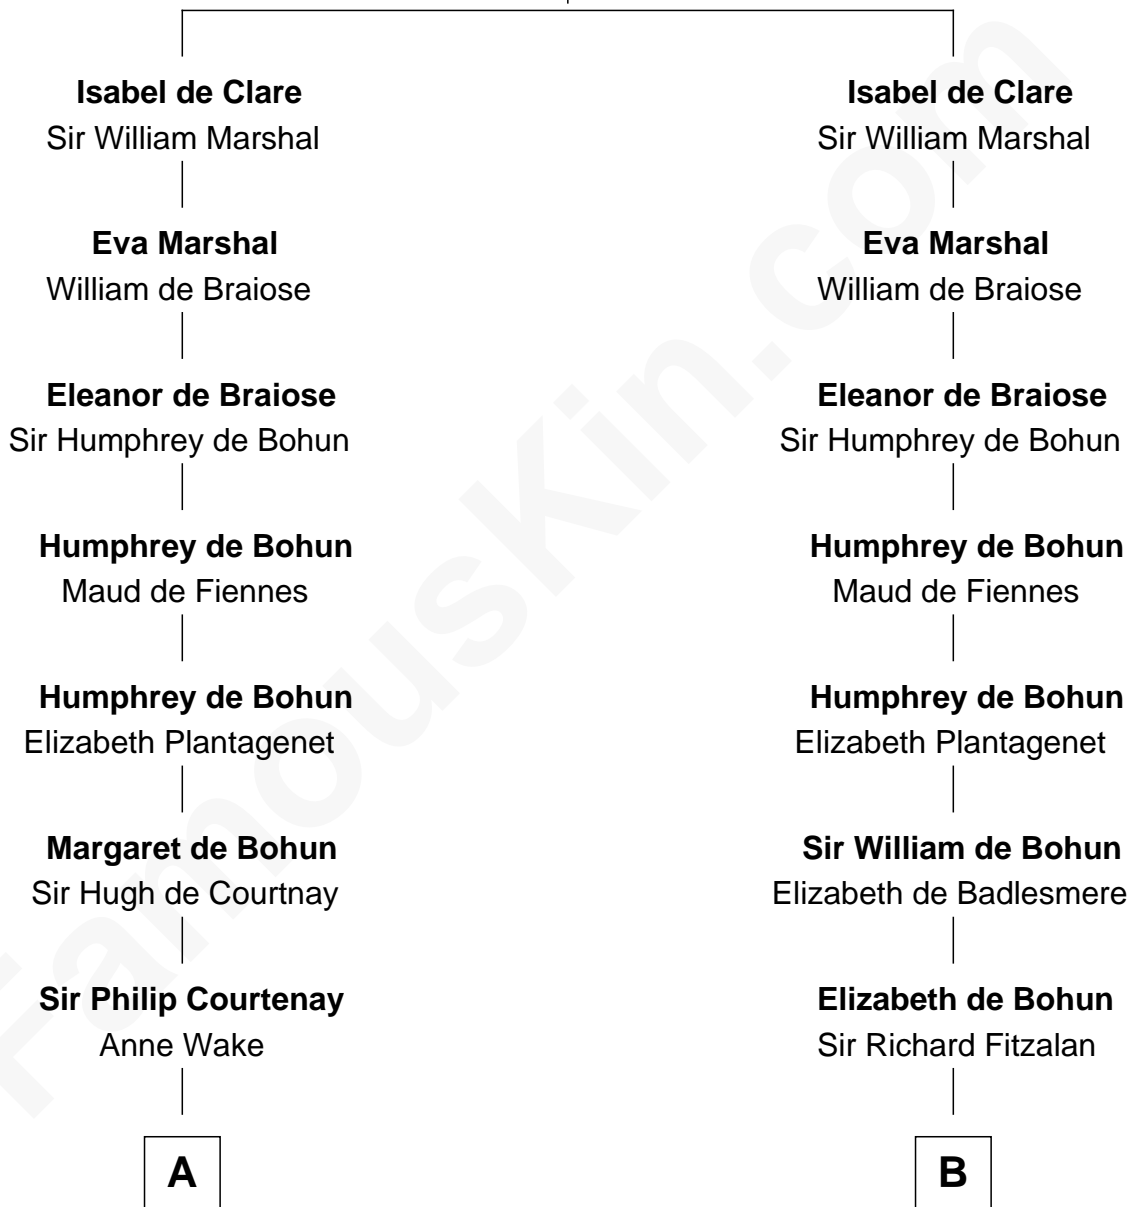 Isabel de Clare
Sir William Marshal
Eva Marshal
William de Braiose
Eleanor de Braiose
Sir Humphrey de Bohun
Humphrey de Bohun
Maud de Fiennes
Humphrey de Bohun
Elizabeth Plantagenet
Margaret de Bohun
Sir Hugh de Courtnay
Sir Philip Courtenay
Anne Wake
A
Isabel de Clare
Sir William Marshal
Eva Marshal
William de Braiose
Eleanor de Braiose
Sir Humphrey de Bohun
Humphrey de Bohun
Maud de Fiennes
Humphrey de Bohun
Elizabeth Plantagenet
Sir William de Bohun
Elizabeth de Badlesmere
Elizabeth de Bohun
Sir Richard Fitzalan
B
FamousKin.com